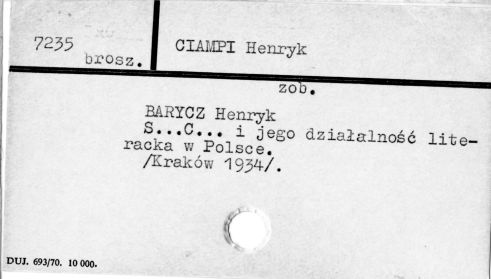 7235
brosz.
CIAMPI Henryk
zob.
BARYCZ Henryk
S...C... i jego działalność lite-
racka w Polsce.
/Kraków 1934/.
DUJ. 693/70. 10 000.